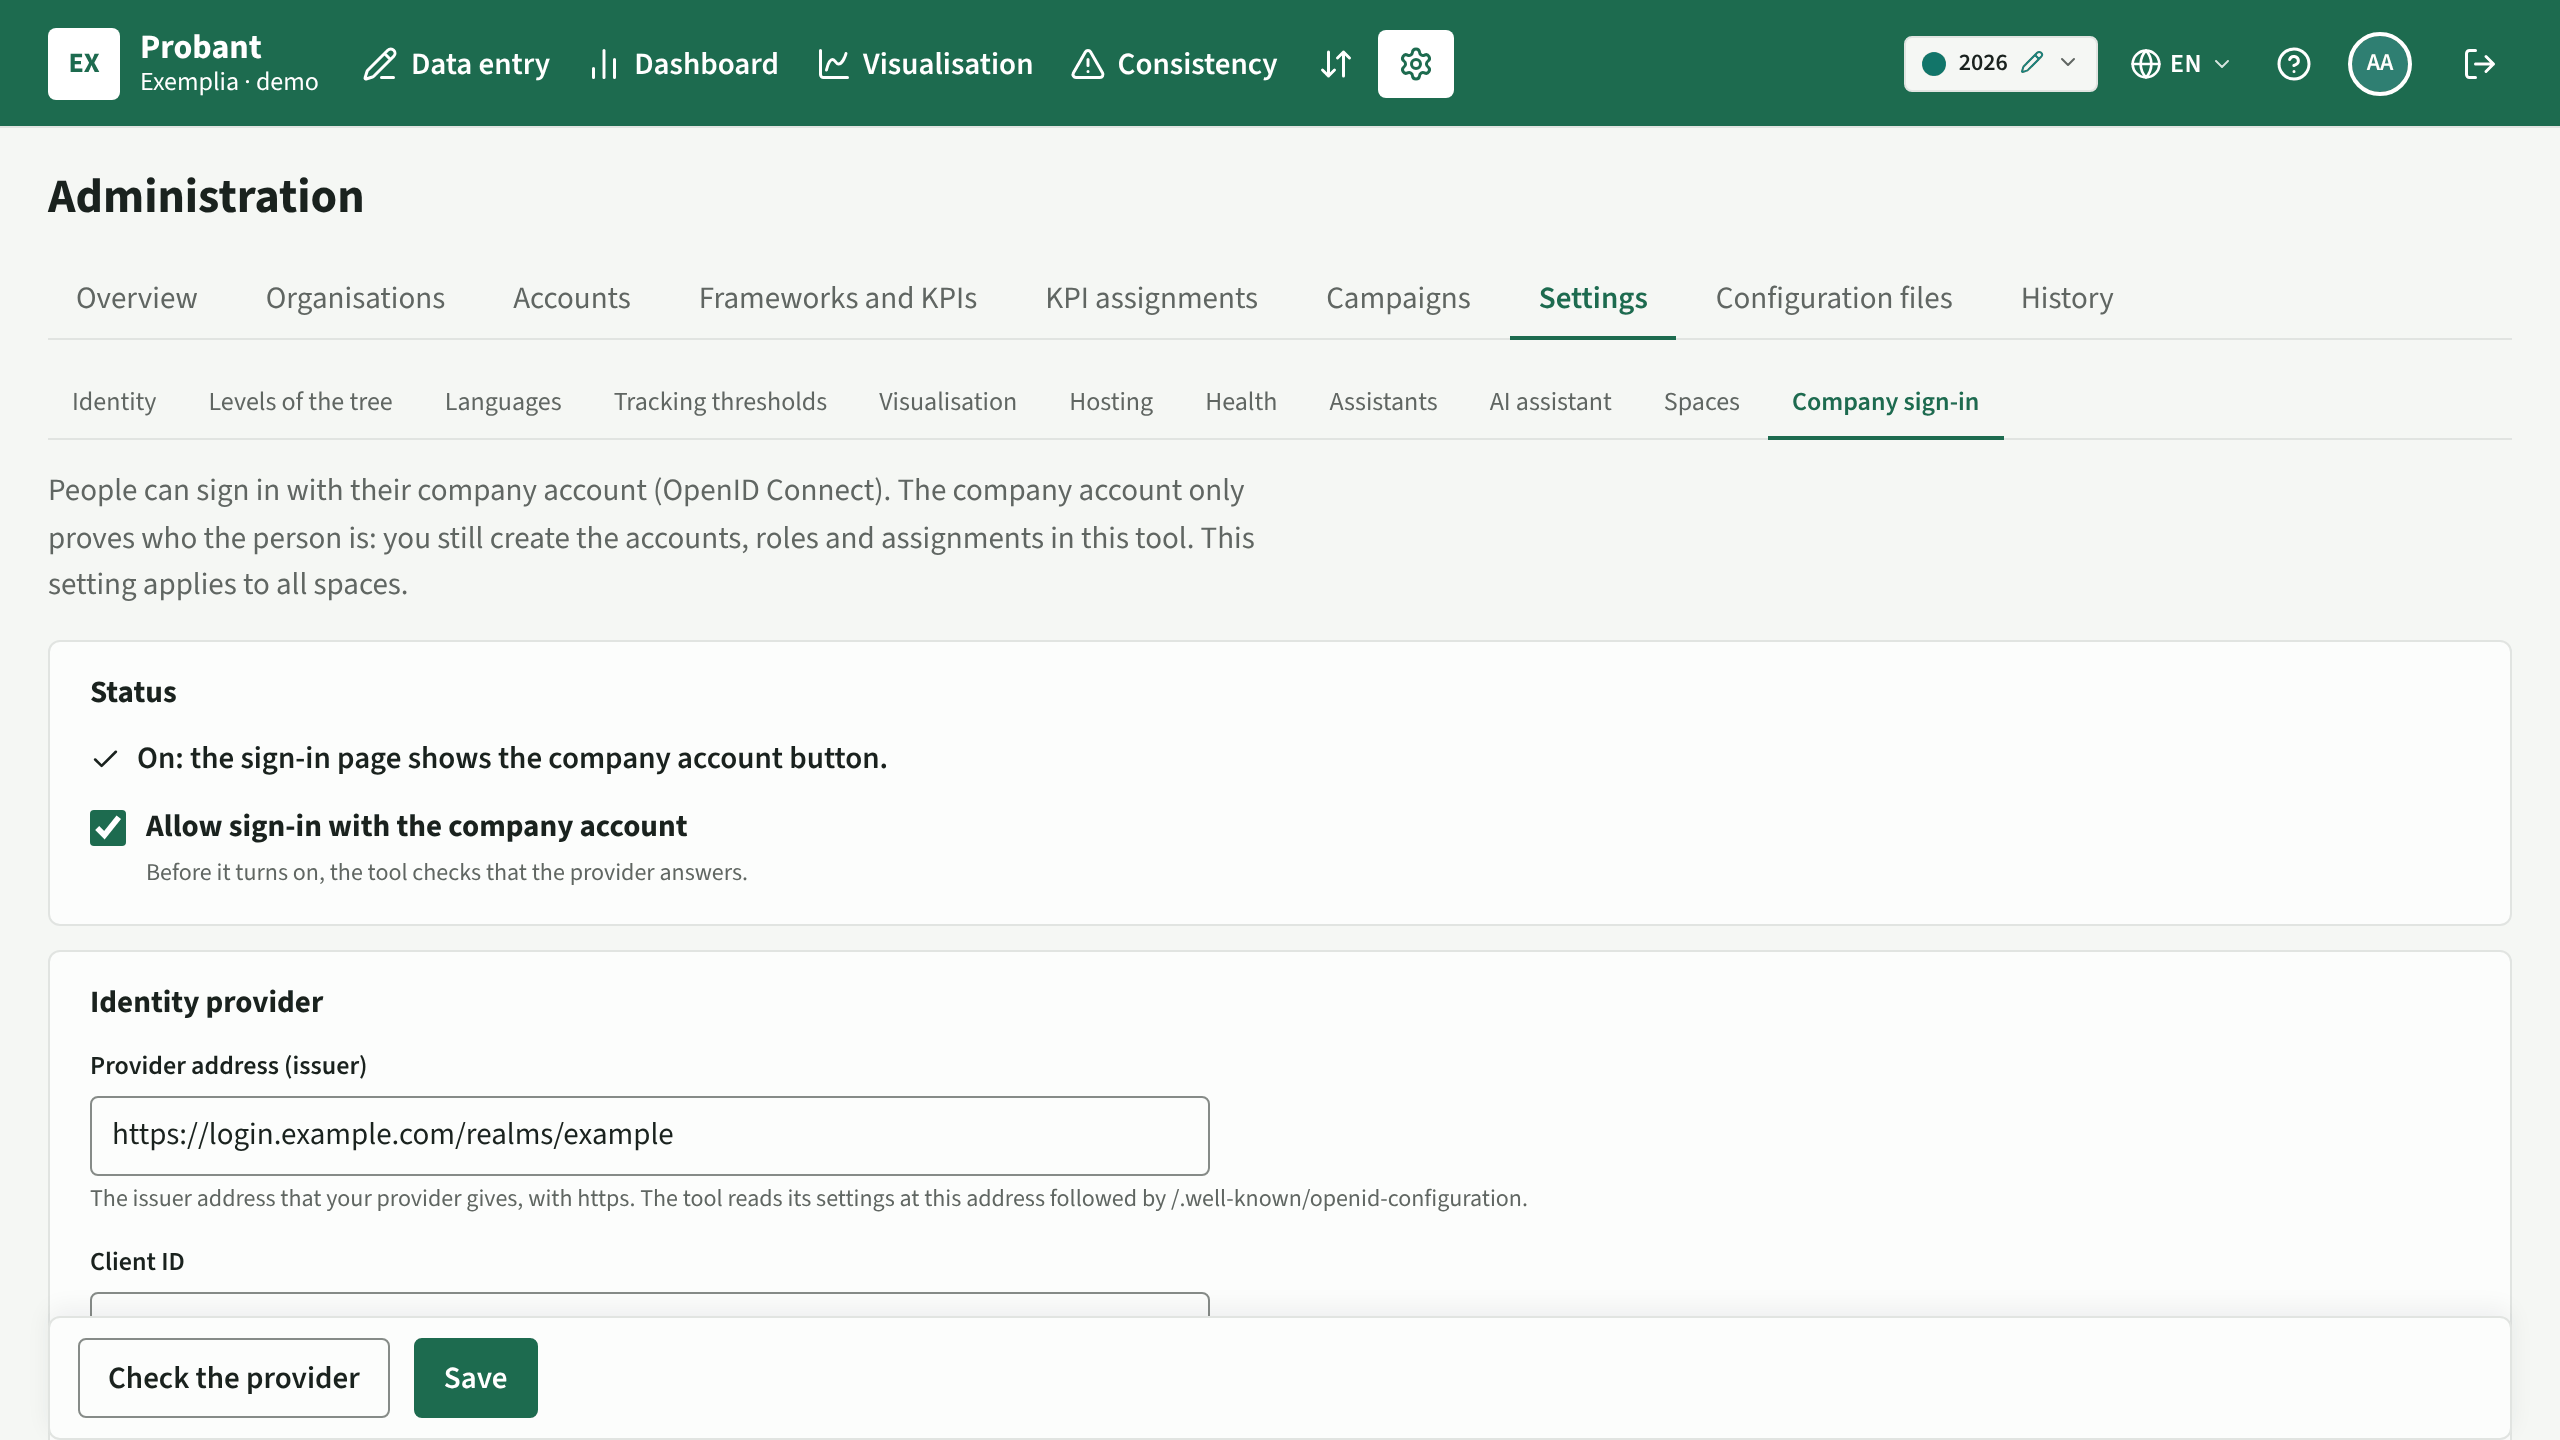 EX
Probant
Exemplia · demo
Data entry
Dashboard
Visualisation
Consistency
2026
EN
AA
Administration
Overview
Organisations
Accounts
Frameworks and KPIs
KPI assignments
Campaigns
Settings
Configuration files
History
Identity
Levels of the tree
Languages
Tracking thresholds
Visualisation
Hosting
Health
Assistants
AI assistant
Spaces
Company sign-in
People can sign in with their company account (OpenID Connect). The company account only
proves who the person is: you still create the accounts, roles and assignments in this tool. This
setting applies to all spaces.
Status
On: the sign-in page shows the company account button.
Allow sign-in with the company account
Before it turns on, the tool checks that the provider answers.
Identity provider
Provider address (issuer)
https://login.example.com/realms/example
The issuer address that your provider gives, with https. The tool reads its settings at this address followed by /.well-known/openid-configuration.
Client ID
Check the provider
Save